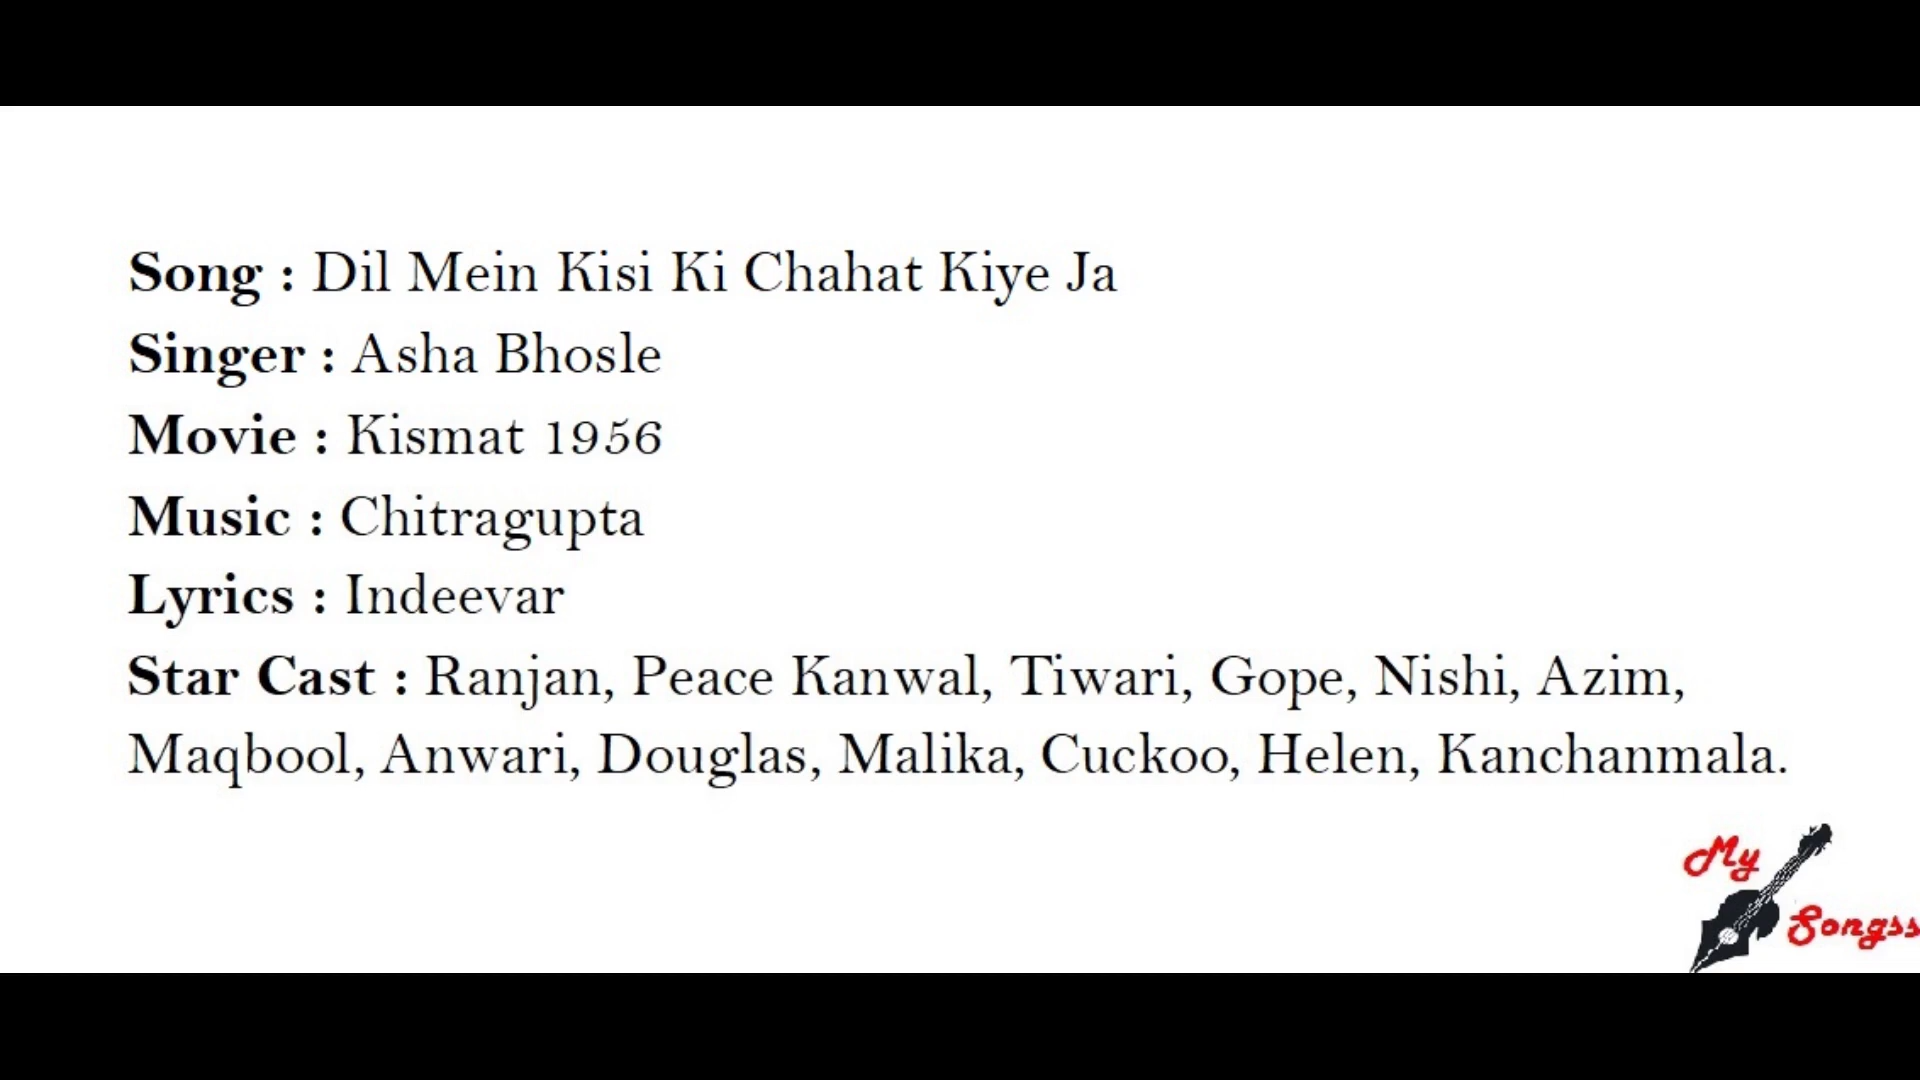 Song : Dil Mein Kisi Ki Chahat Kiye Ja
Singer : Asha Bhosle
Movie : Kismat 1956
Music : Chitragupta
Lyrics : Indeevar
Star Cast : Ranjan, Peace Kanwal, Tiwari, Gope, Nishi, Azim,
Maqbool, Anwari, Douglas, Malika, Cuckoo, Helen, Kanchanmala.
My
Songss